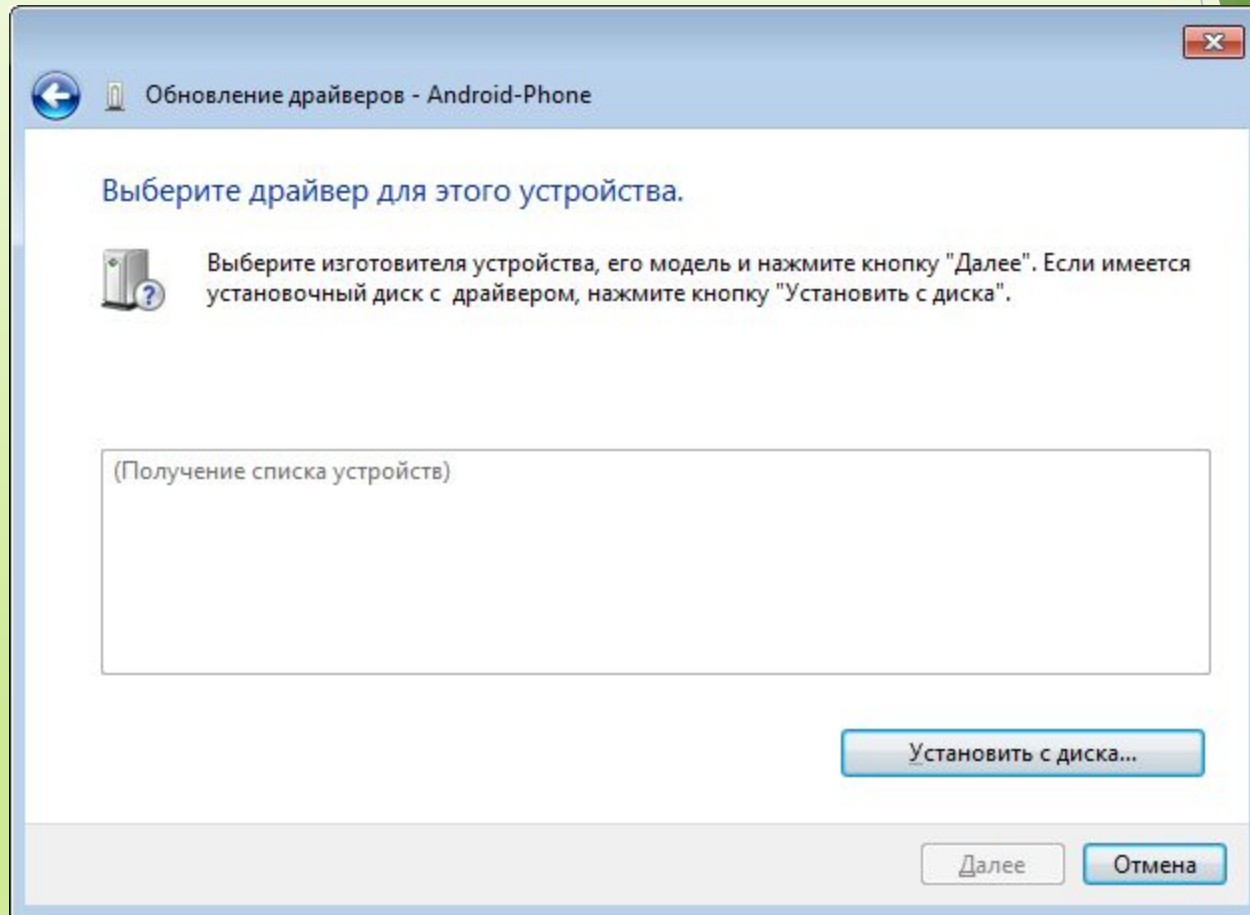 Обновление драйверов - Android-Phone
Выберите драйвер для этого устройства.
Выберите изготовителя устройства, его модель и нажмите кнопку "Далее". Если имеется
установочный диск с драйвером, нажмите кнопку "Установить с диска".
(Получение списка устройств)
Установить с диска...
Далее
Отмена